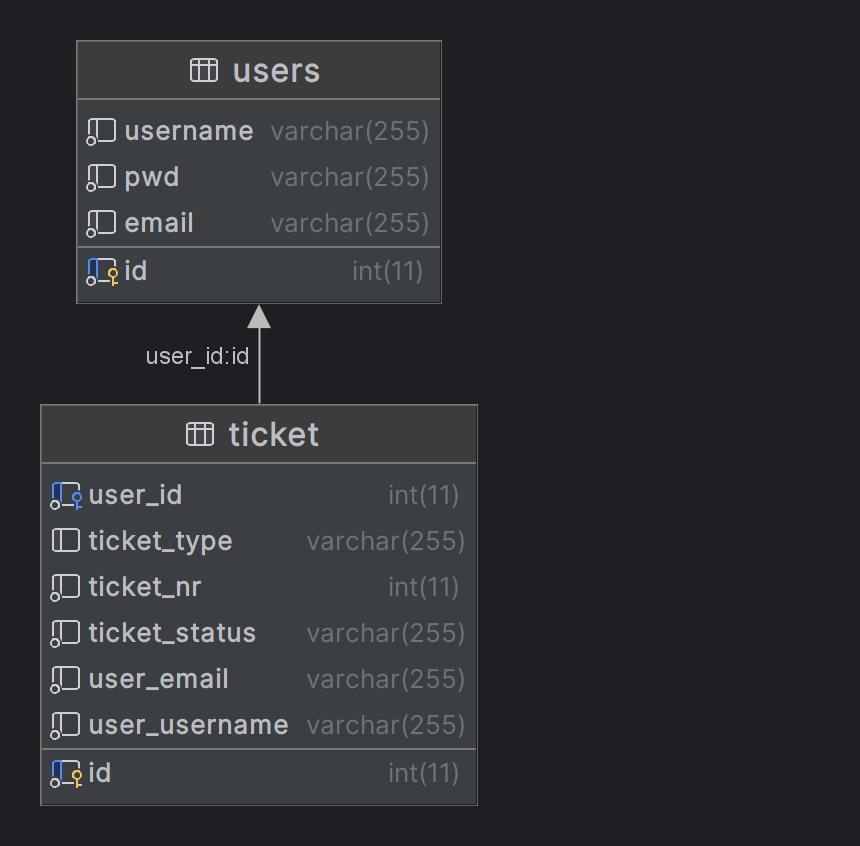 users
username varchar(255)
pwd varchar(255)
email varchar(255)
id int(11)
user_id:id
ticket
user_id int(11)
ticket_type varchar(255)
ticket_nr int(11)
ticket_status varchar(255)
user_email varchar(255)
user_username varchar(255)
id int(11)